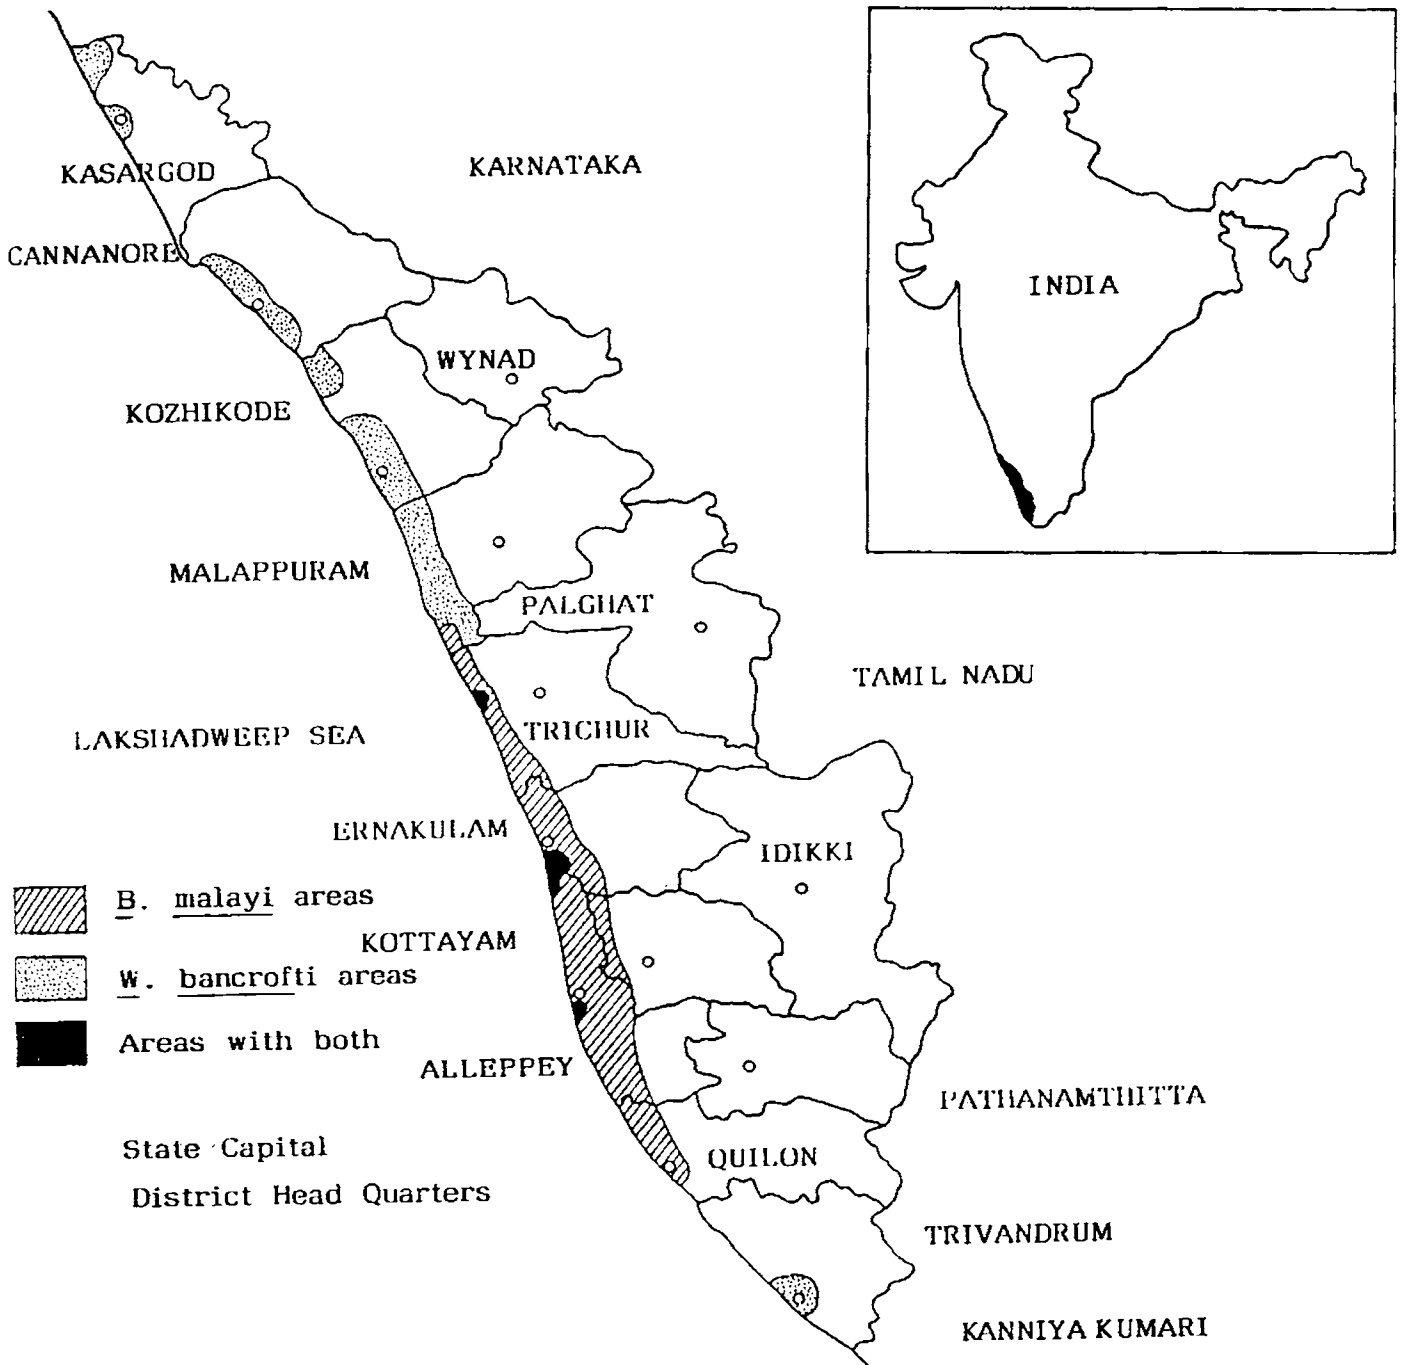 KASARGOD
KARNATAKA
CANNANORE
INDIA
WYNAD
KOZHIKODE
MALAPPURAM
PALGHAT
TAMIL NADU
LAKSHADWEEP SEA
TRICHUR
ERNAKULAM
IDIKKI
B. malayi areas
KOTTAYAM
W. bancrofti areas
Areas with both
ALLEPPEY
PATHANAMTHITTA
State Capital
QUILON
District Head Quarters
TRIVANDRUM
KANNIYA KUMARI